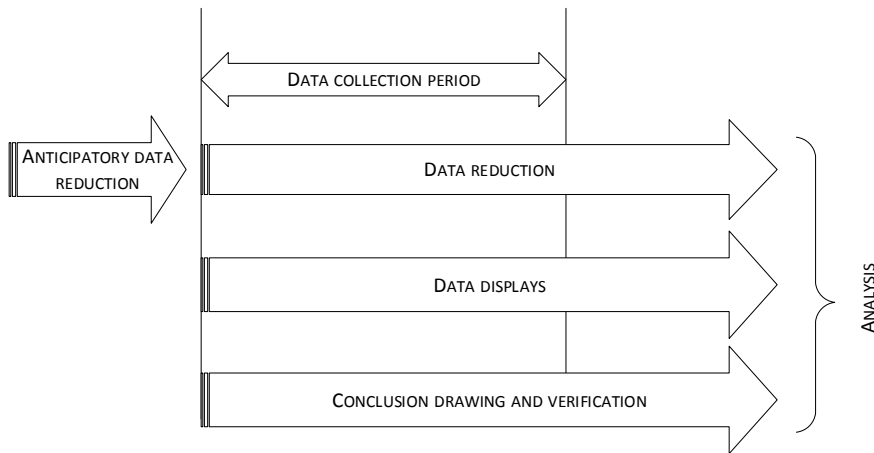 DATA COLLECTION PERIOD
ANTICIPATORY DATA
REDUCTION
DATA REDUCTION
DATA DISPLAYS
CONCLUSION DRAWING AND VERIFICATION
ANALYSIS